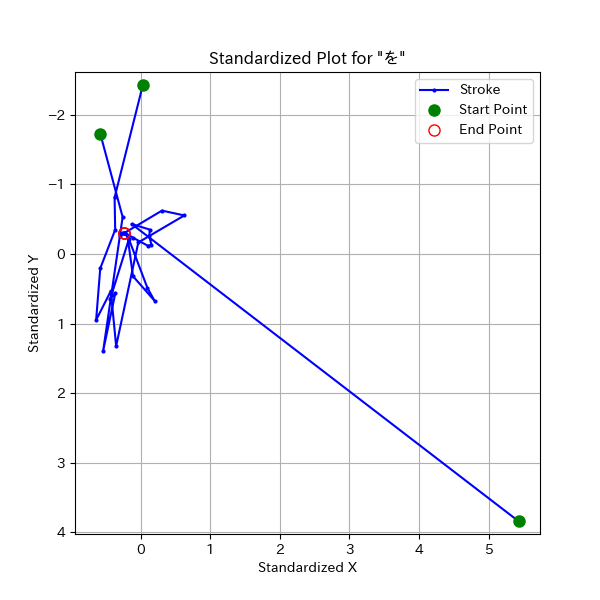 Standardized Plot for "を"
Stroke
Start Point
End Point
Standardized Y
−2
−1
0
1
2
3
4
0 1 2 3 4 5
Standardized X